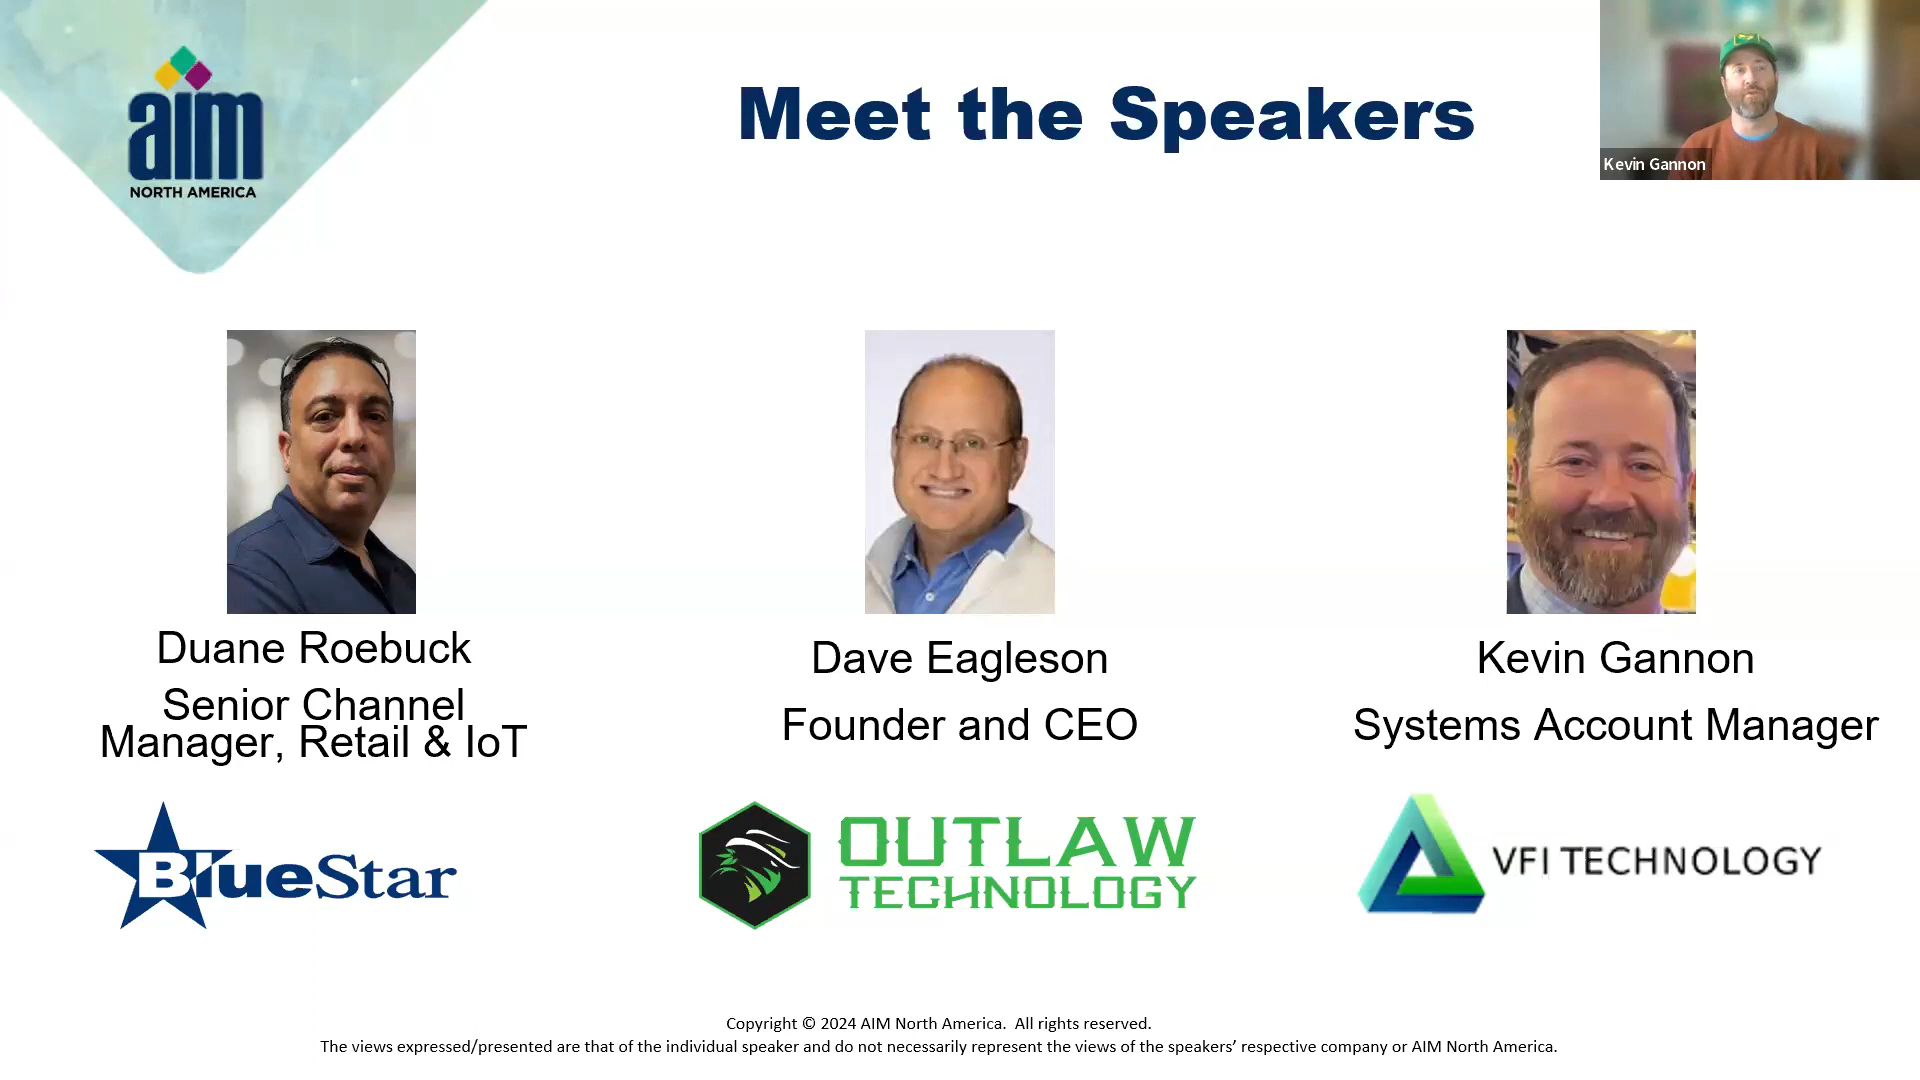 aim
NORTH AMERICA
Meet the Speakers
Kevin Gannon
Duane Roebuck
Senior Channel
Manager, Retail & IoT
BlueStar
Dave Eagleson
Founder and CEO
OUTLAW
TECHNOLOGY
Kevin Gannon
Systems Account Manager
VFI TECHNOLOGY
Copyright © 2024 AIM North America.  All rights reserved.
The views expressed/presented are that of the individual speaker and do not necessarily represent the views of the speakers’ respective company or AIM North America.